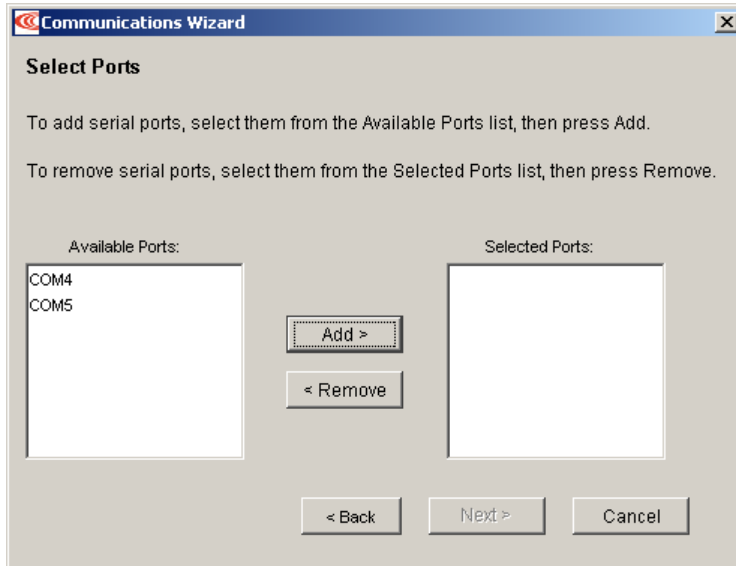 Communications Wizard
Select Ports
To add serial ports, select them from the Available Ports list, then press Add.
To remove serial ports, select them from the Selected Ports list, then press Remove.
Available Ports:
Selected Ports:
COM4
COM5
Add >
< Remove
< Back
Next >
Cancel